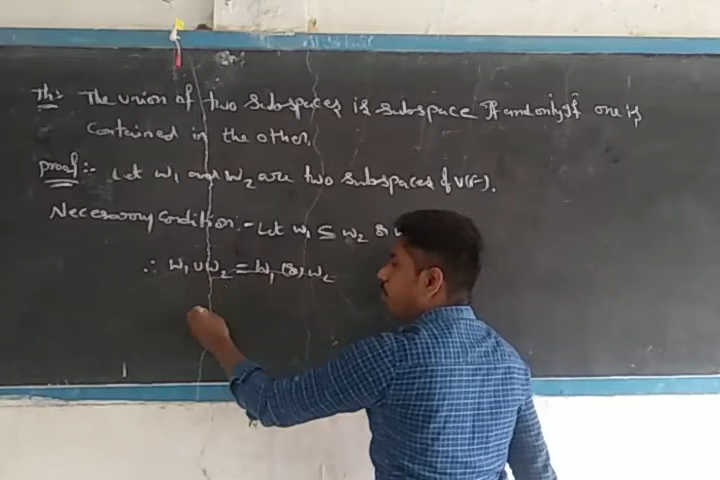 Th:- The union of two subspaces is subspace If and only if one is
contained in the other.
Proof:- Let W₁ and W₂ are two subspaces of V(F).
Necessary Condition:- Let W₁ ⊆ W₂ or
∴ W₁ ∪ W₂ = W₁ (or) W₂